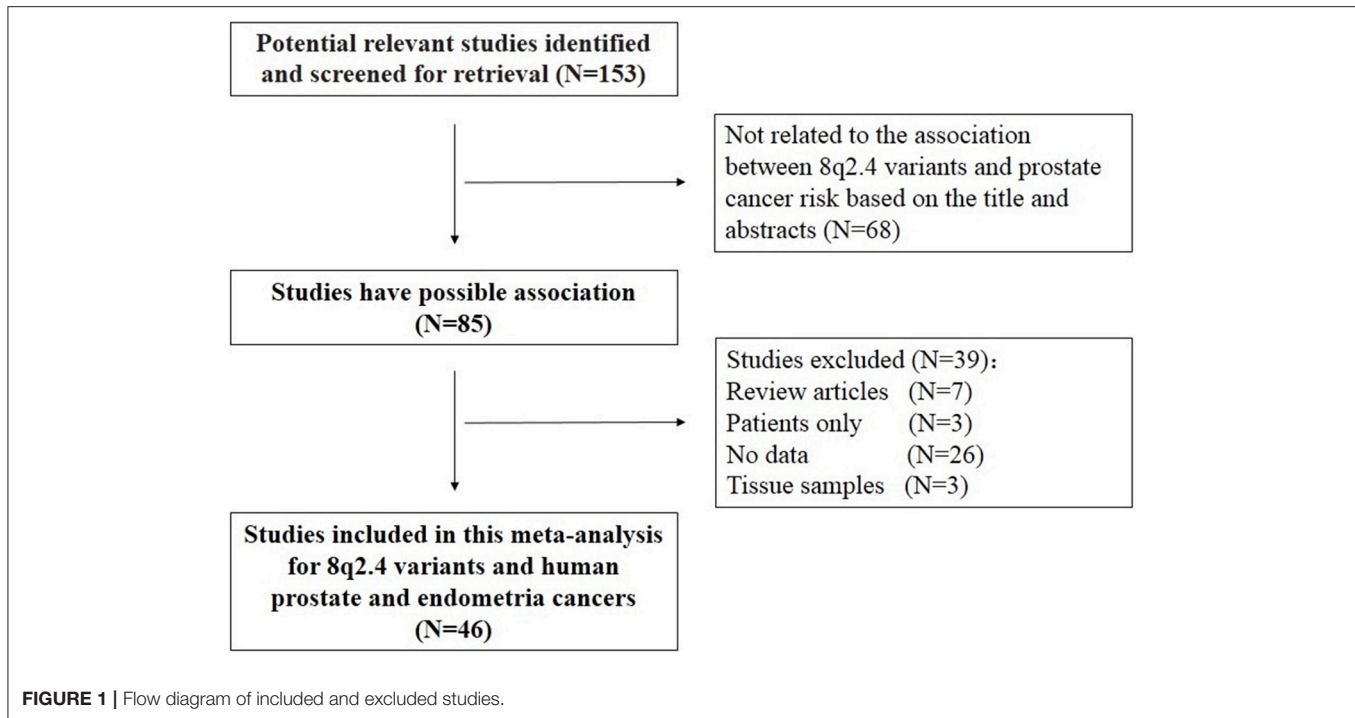 Potential relevant studies identified
and screened for retrieval (N=153)
Not related to the association
between 8q2.4 variants and prostate
cancer risk based on the title and
abstracts (N=68)
Studies have possible association
(N=85)
Studies excluded (N=39):
Review articles (N=7)
Patients only (N=3)
No data (N=26)
Tissue samples (N=3)
Studies included in this meta-analysis
for 8q2.4 variants and human
prostate and endometria cancers
(N=46)
FIGURE 1 | Flow diagram of included and excluded studies.